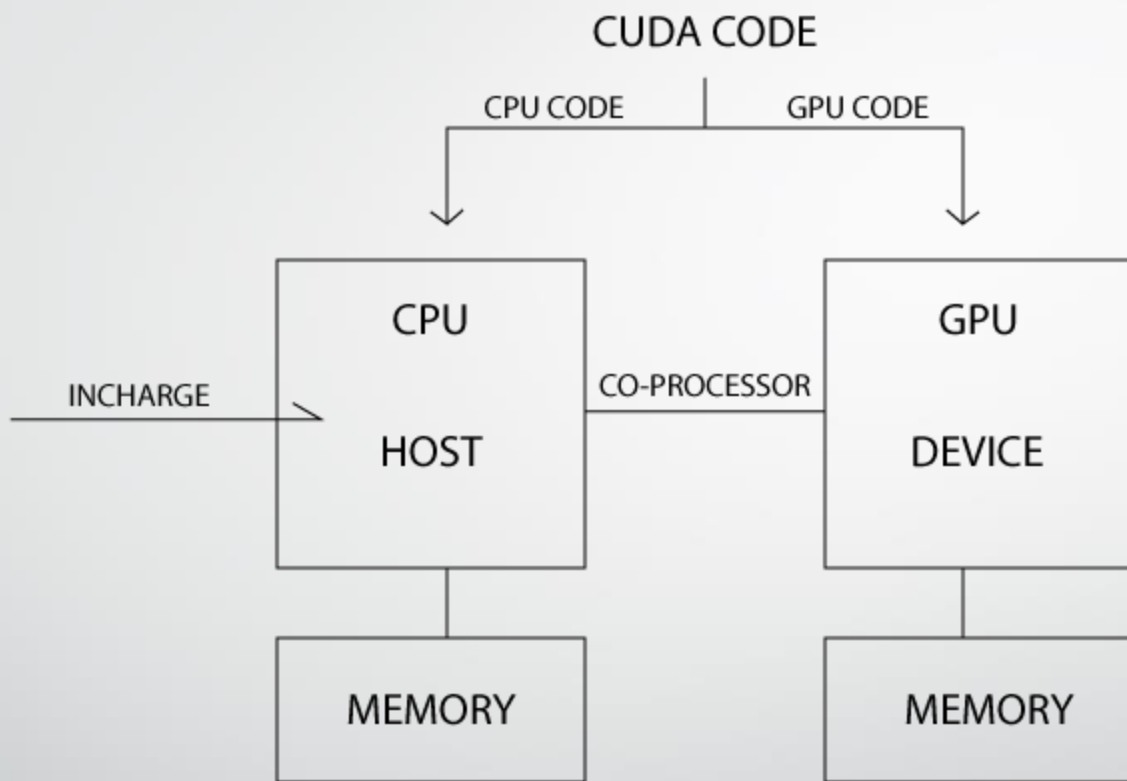 CUDA CODE
CPU CODE
GPU CODE
CPU
GPU
INCHARGE
CO-PROCESSOR
HOST
DEVICE
MEMORY
MEMORY